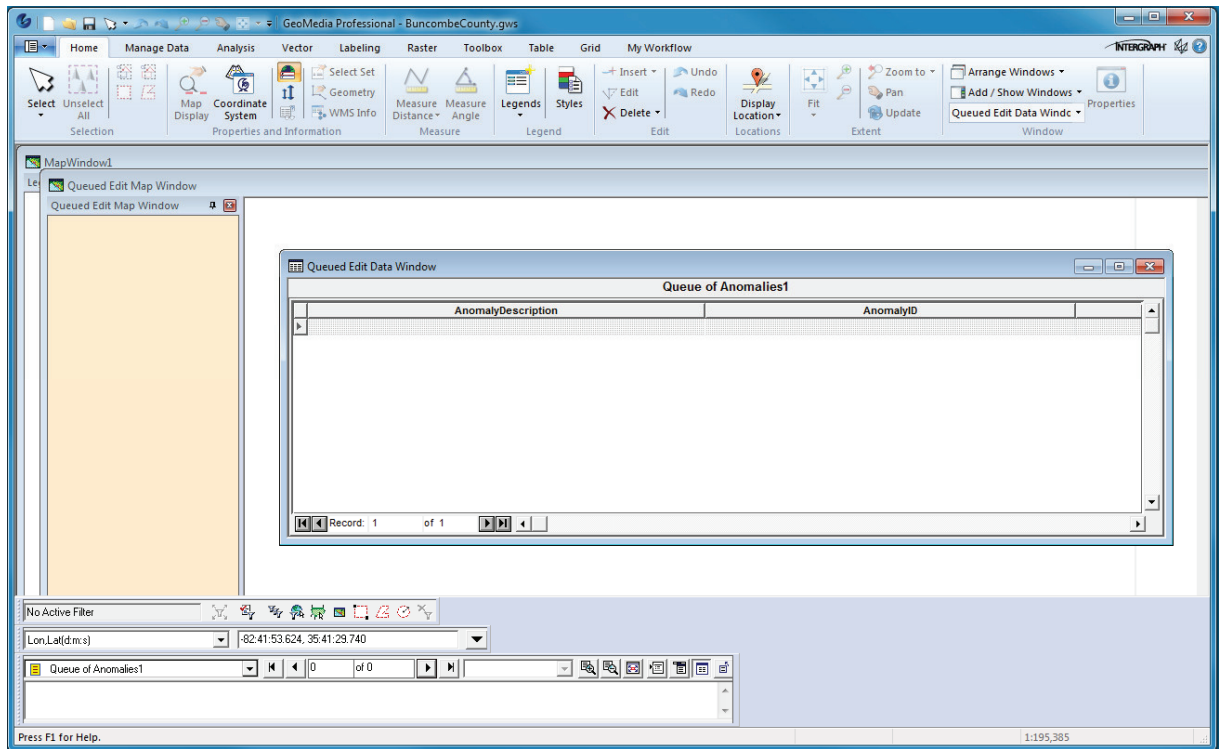 GeoMedia Professional - BuncombeCounty.gws
Home Manage Data Analysis Vector Labeling Raster Toolbox Table Grid My Workflow INTERGRAPH
Select Set Insert Undo Zoom to Arrange Windows
Geometry Edit Redo Pan Add / Show Windows
WMS Info Delete Update Queued Edit Data Windc
Select Unselect All Map Display Coordinate System Measure Distance Measure Angle Legends Styles Display Location Fit Properties
Selection Properties and Information Measure Legend Edit Locations Extent Window
MapWindow1
Le
Queued Edit Map Window
Queued Edit Map Window
Queued Edit Data Window
Queue of Anomalies1
AnomalyDescription AnomalyID
Record: 1 of 1
No Active Filter
Lon,Lat(d:m:s) -82:41:53.624, 35:41:29.740
Queue of Anomalies1 0 of 0
Press F1 for Help. 1:195,385